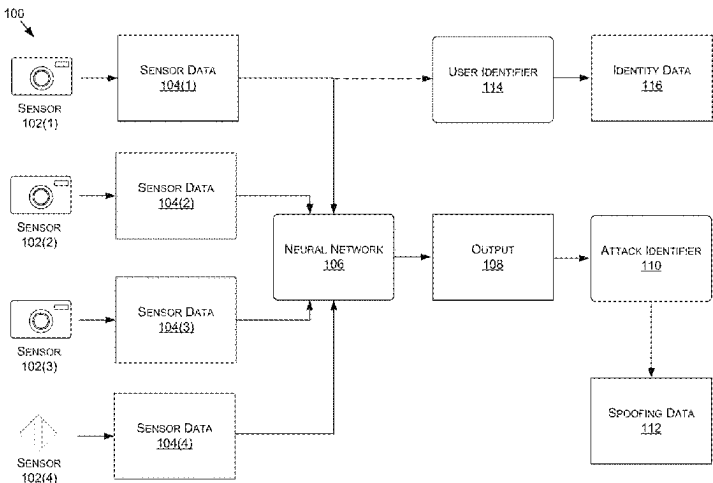 100
SENSOR
102(1)
SENSOR DATA
104(1)
USER IDENTIFIER
114
IDENTITY DATA
116
SENSOR
102(2)
SENSOR DATA
104(2)
NEURAL NETWORK
106
OUTPUT
108
ATTACK IDENTIFIER
110
SENSOR
102(3)
SENSOR DATA
104(3)
SENSOR
102(4)
SENSOR DATA
104(4)
SPOOFING DATA
112